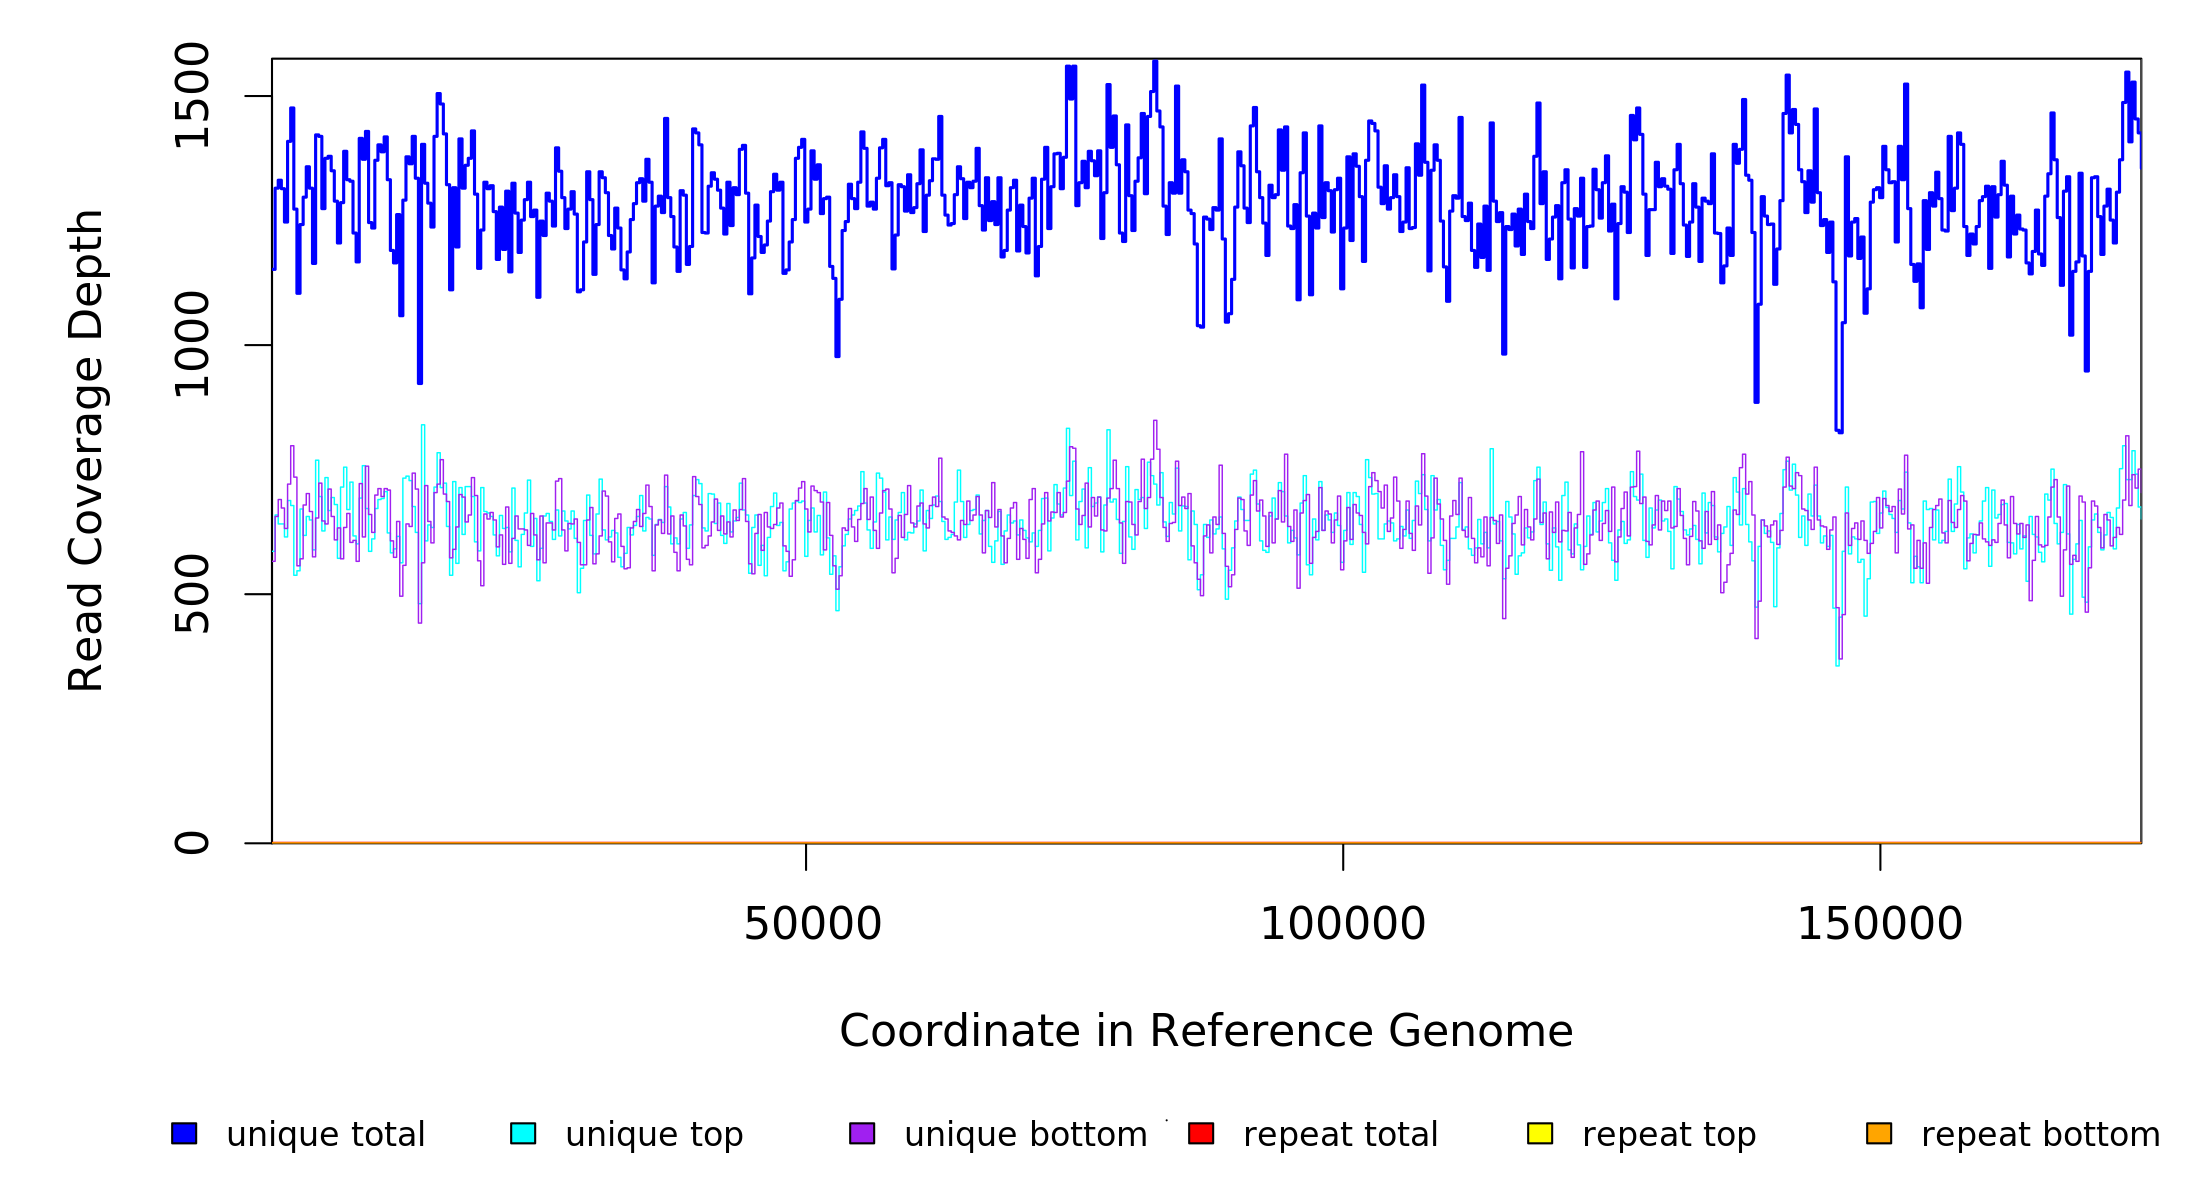 Read Coverage Depth
1500
1000
500
0
50000 100000 150000
Coordinate in Reference Genome
unique total unique top unique bottom repeat total repeat top repeat bottom